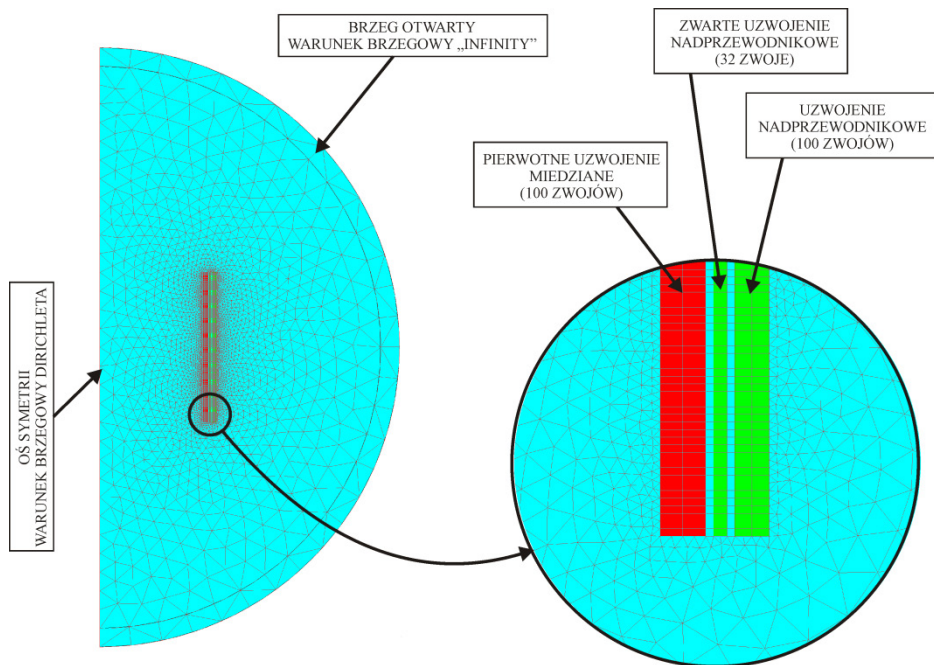 BRZEG OTWARTY
WARUNEK BRZEGOWY „INFINITY”
ZWARTE UZWOJENIE
NADPRZEWODNIKOWE
(32 ZWOJE)
UZWOJENIE
NADPRZEWODNIKOWE
(100 ZWOJÓW)
PIERWOTNE UZWOJENIE
MIEDZIANE
(100 ZWOJÓW)
OŚ SYMETRII
WARUNEK BRZEGOWY DIRICHLETA